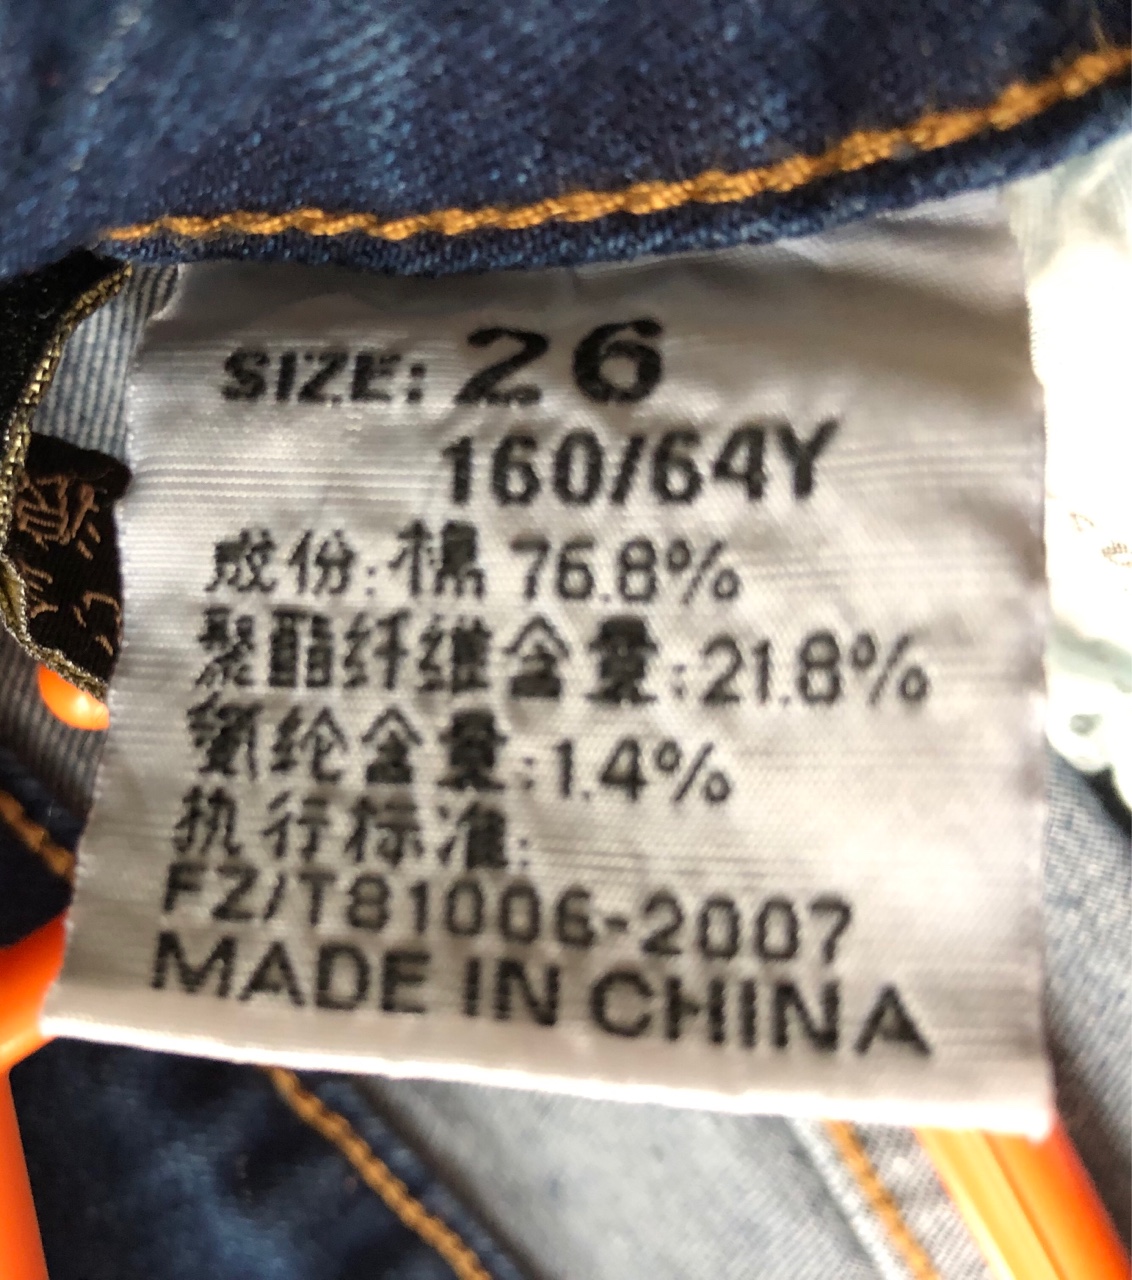 SIZE: 26
160/64Y
成份: 棉 76.8%
聚酯纤维含量:21.8%
氨纶含量:1.4%
执行标准:
FZ/T81006-2007
MADE IN CHINA